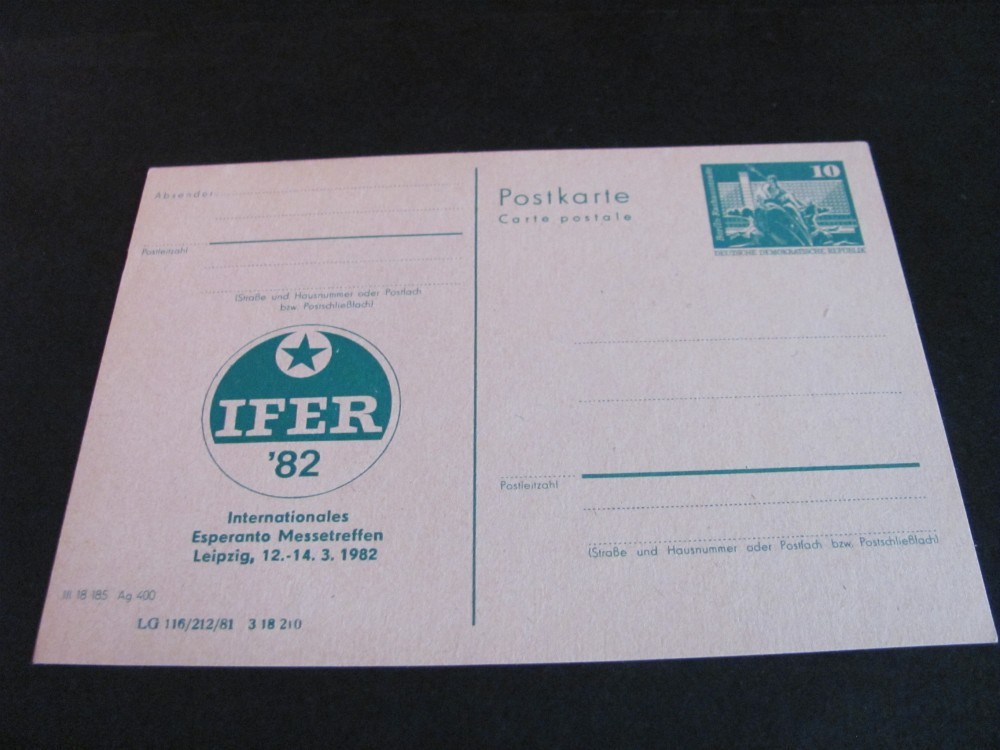 Absender:
Postleitzahl
(Straße und Hausnummer oder Postfach
bzw. Postschließfach)
IFER
'82
Internationales
Esperanto Messetreffen
Leipzig, 12.-14. 3. 1982
III 18 185 Ag 400
LG 116/212/81 3 18 210
Postkarte
Carte postale
10
DEUTSCHE DEMOKRATISCHE REPUBLIK
Postleitzahl
(Straße und Hausnummer oder Postfach bzw. Postschließfach)